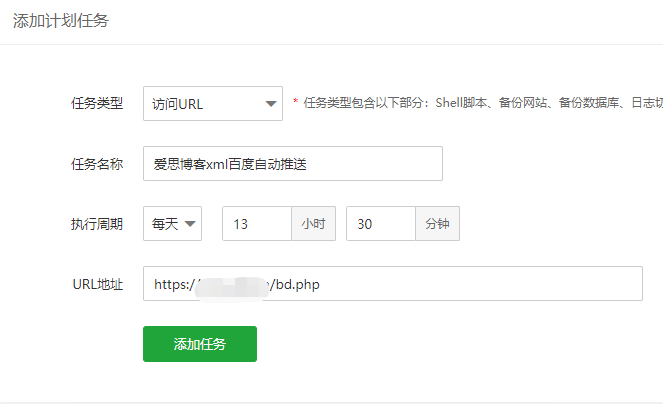 添加计划任务
任务类型 访问URL * 任务类型包含以下部分：Shell脚本、备份网站、备份数据库、日志切
任务名称 爱思博客xml百度自动推送
执行周期 每天 13 小时 30 分钟
URL地址 https:/ /bd.php
添加任务